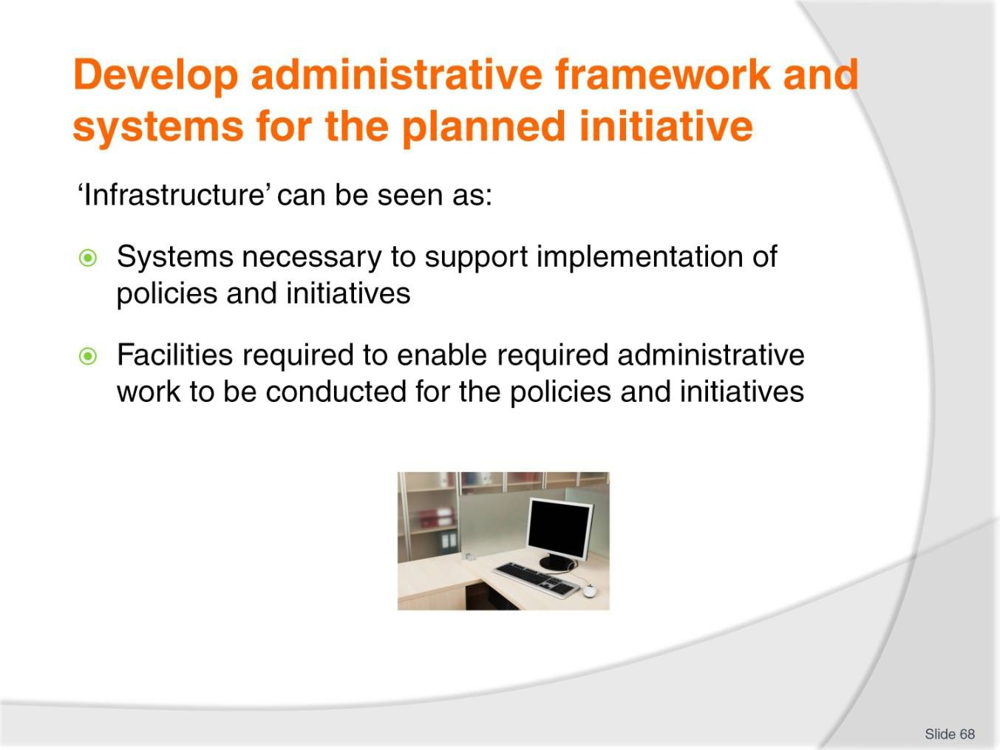 Develop administrative framework and
systems for the planned initiative
‘Infrastructure’ can be seen as:
Systems necessary to support implementation of
policies and initiatives
Facilities required to enable required administrative
work to be conducted for the policies and initiatives
Slide 68